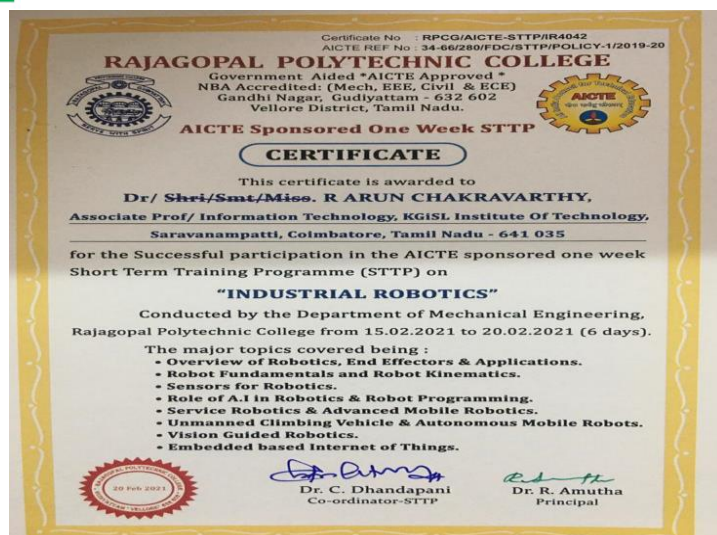 Certificate No : RPCG/AICTE-STTP/IR4042
AICTE REF No : 34-66/280/FDC/STTP/POLICY-1/2019-20
RAJAGOPAL POLYTECHNIC COLLEGE
Government Aided *AICTE Approved *
NBA Accredited: (Mech, EEE, Civil & ECE)
Gandhi Nagar, Gudiyattam - 632 602
Vellore District, Tamil Nadu.
AICTE
AICTE Sponsored One Week STTP
CERTIFICATE
This certificate is awarded to
Dr/ Shri/Smt/Miss. R ARUN CHAKRAVARTHY,
Associate Prof/ Information Technology, KGiSL Institute Of Technology,
Saravanampatti, Coimbatore, Tamil Nadu - 641 035
for the Successful participation in the AICTE sponsored one week
Short Term Training Programme (STTP) on
"INDUSTRIAL ROBOTICS"
Conducted by the Department of Mechanical Engineering,
Rajagopal Polytechnic College from 15.02.2021 to 20.02.2021 (6 days).
The major topics covered being :
• Overview of Robotics, End Effectors & Applications.
• Robot Fundamentals and Robot Kinematics.
• Sensors for Robotics.
• Role of A.I in Robotics & Robot Programming.
• Service Robotics & Advanced Mobile Robotics.
• Unmanned Climbing Vehicle & Autonomous Mobile Robots.
• Vision Guided Robotics.
• Embedded based Internet of Things.
20 Feb 2021
Dr. C. Dhandapani
Co-ordinator-STTP
Dr. R. Amutha
Principal